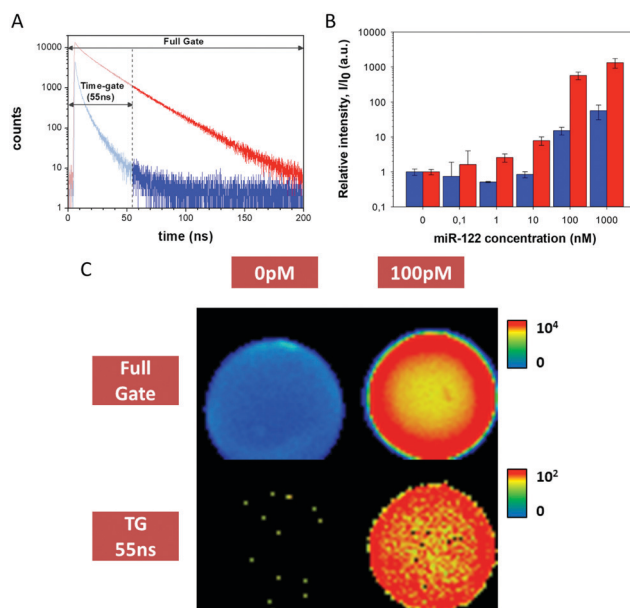 A
Full Gate
Time-gate
(55ns)
counts
10000
1000
100
10
1
0
50
100
150
200
time (ns)
B
Relative intensity, I/I0 (a.u.)
10000
1000
100
10
1
0,1
0
0,1
1
10
100
1000
miR-122 concentration (nM)
C
0pM
100pM
Full
Gate
10^4
0
TG
55ns
10^2
0